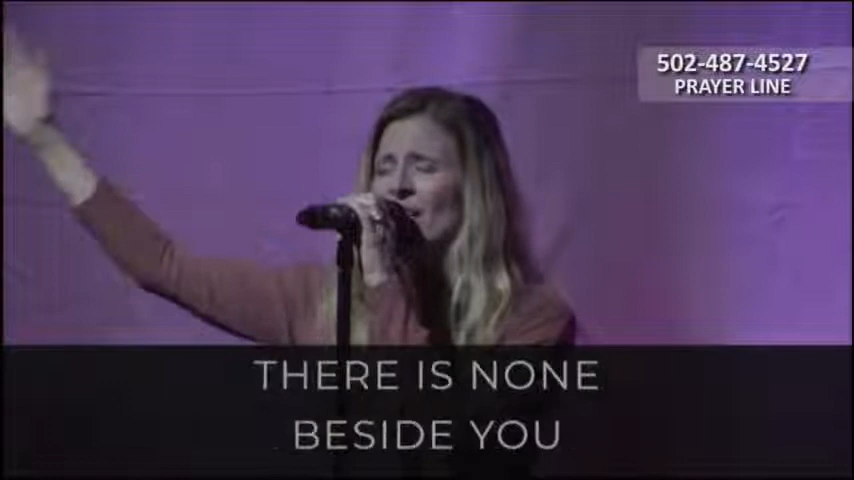 502-487-4527
PRAYER LINE
THERE IS NONE
BESIDE YOU